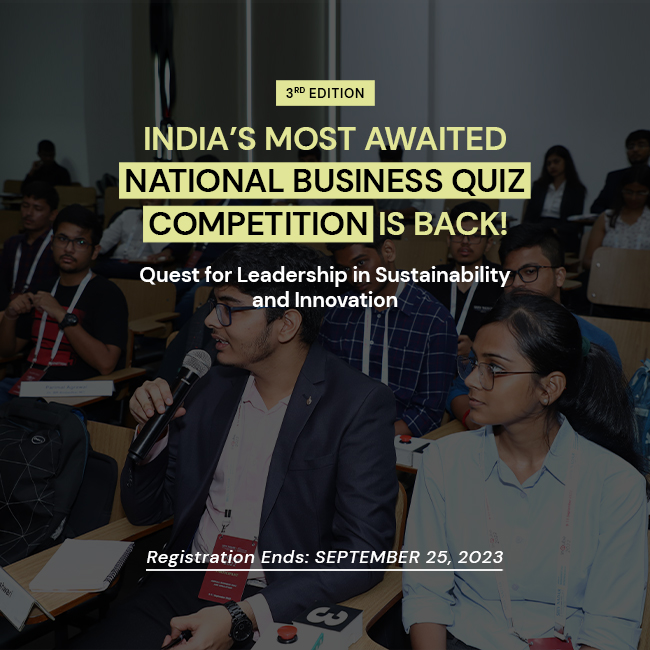 3RD EDITION
INDIA'S MOST AWAITED
NATIONAL BUSINESS QUIZ
COMPETITION IS BACK!
Quest for Leadership in Sustainability
and Innovation
Registration Ends: SEPTEMBER 25, 2023
3